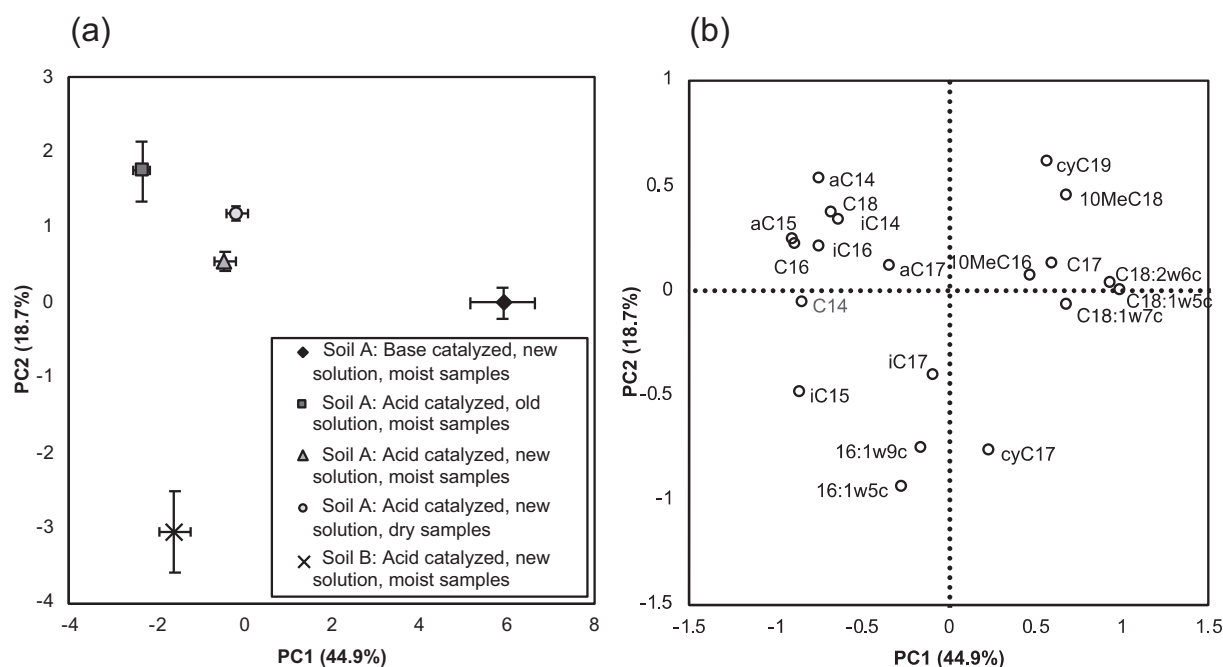 (a)
3
2
1
0
-1
-2
-3
-4
PC2 (18.7%)
-4
-2
0
2
4
6
8
PC1 (44.9%)
Soil A: Base catalyzed, new
solution, moist samples
Soil A: Acid catalyzed, old
solution, moist samples
Soil A: Acid catalyzed, new
solution, moist samples
Soil A: Acid catalyzed, new
solution, dry samples
Soil B: Acid catalyzed, new
solution, moist samples
(b)
1
0.5
0
-0.5
-1
-1.5
PC2 (18.7%)
-1.5
-1
-0.5
0
0.5
1
1.5
PC1 (44.9%)
cyC19
aC14
10MeC18
C18
aC15
iC14
iC16
C16
aC17
10MeC16
C17
C18:2w6c
C18:1w5c
C14
C18:1w7c
iC17
iC15
16:1w9c
cyC17
16:1w5c